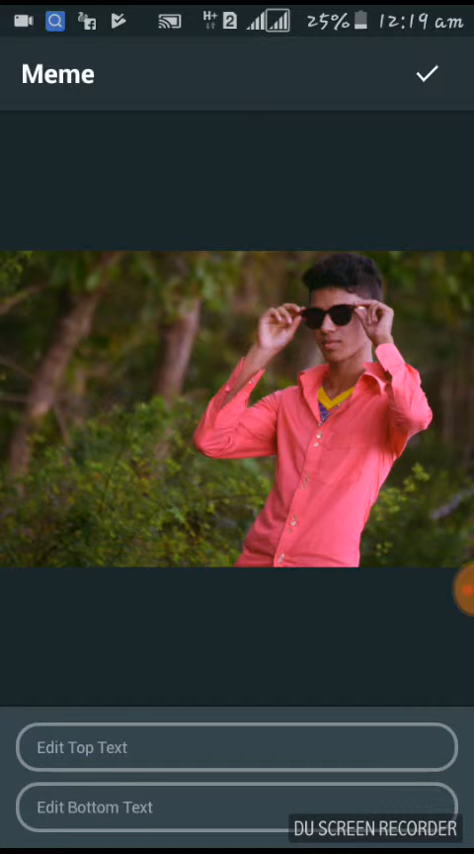 H+ 2 25% 12:19 am
Meme
Edit Top Text
Edit Bottom Text
DU SCREEN RECORDER